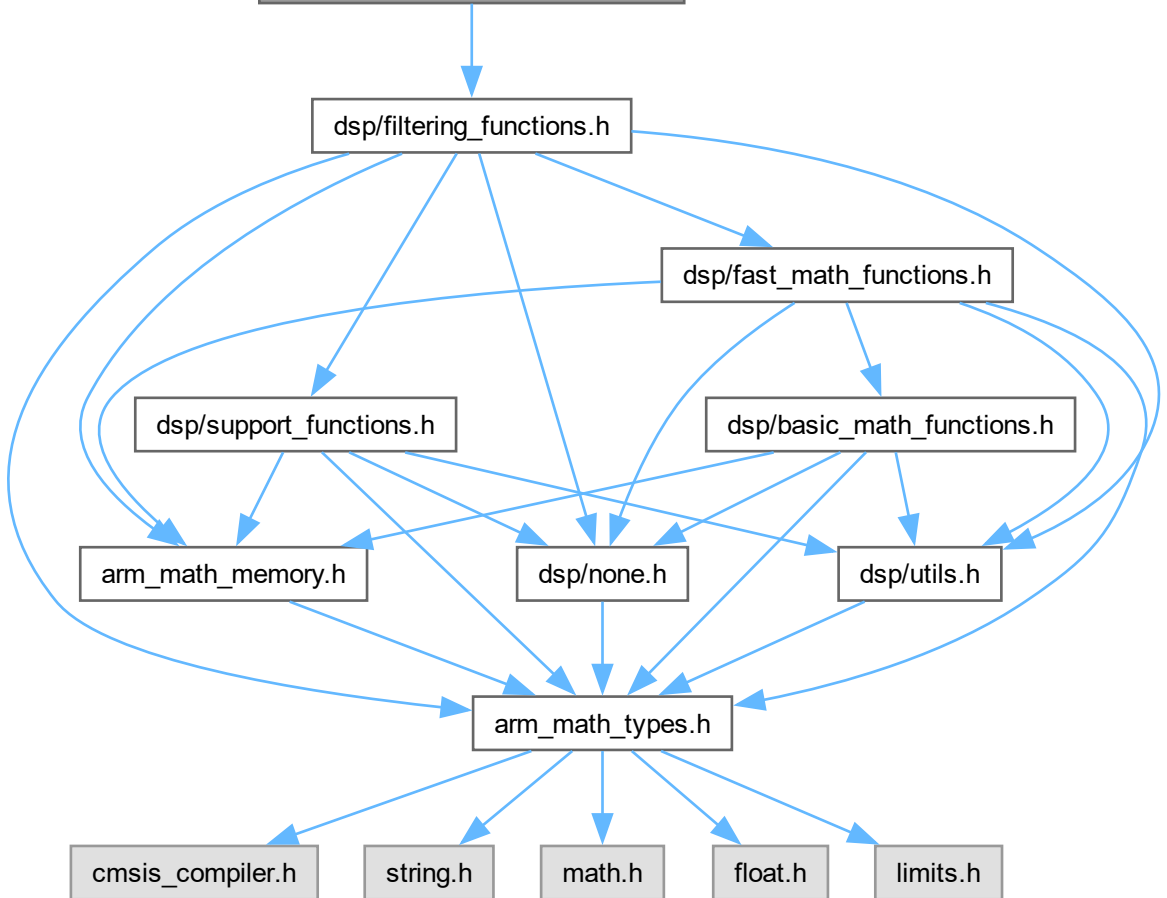 dsp/filtering_functions.h
dsp/fast_math_functions.h
dsp/support_functions.h
dsp/basic_math_functions.h
arm_math_memory.h
dsp/none.h
dsp/utils.h
arm_math_types.h
cmsis_compiler.h
string.h
math.h
float.h
limits.h